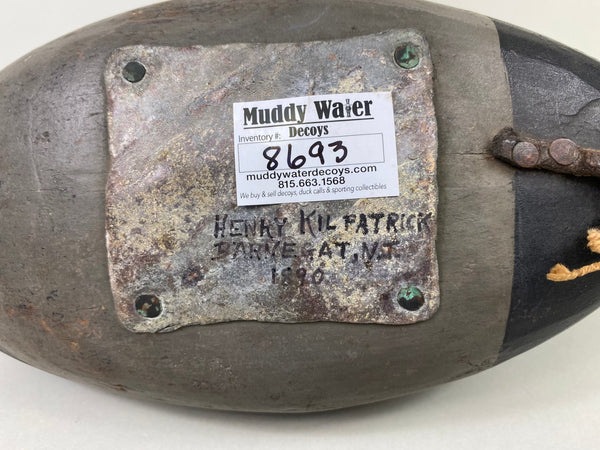 Muddy Water
Inventory #: Decoys
8693
muddywaterdecoys.com
815.663.1568
We buy & sell decoys, duck calls & sporting collectibles
HENRY KILPATRICK
BARNEGAT, N.J.
1890